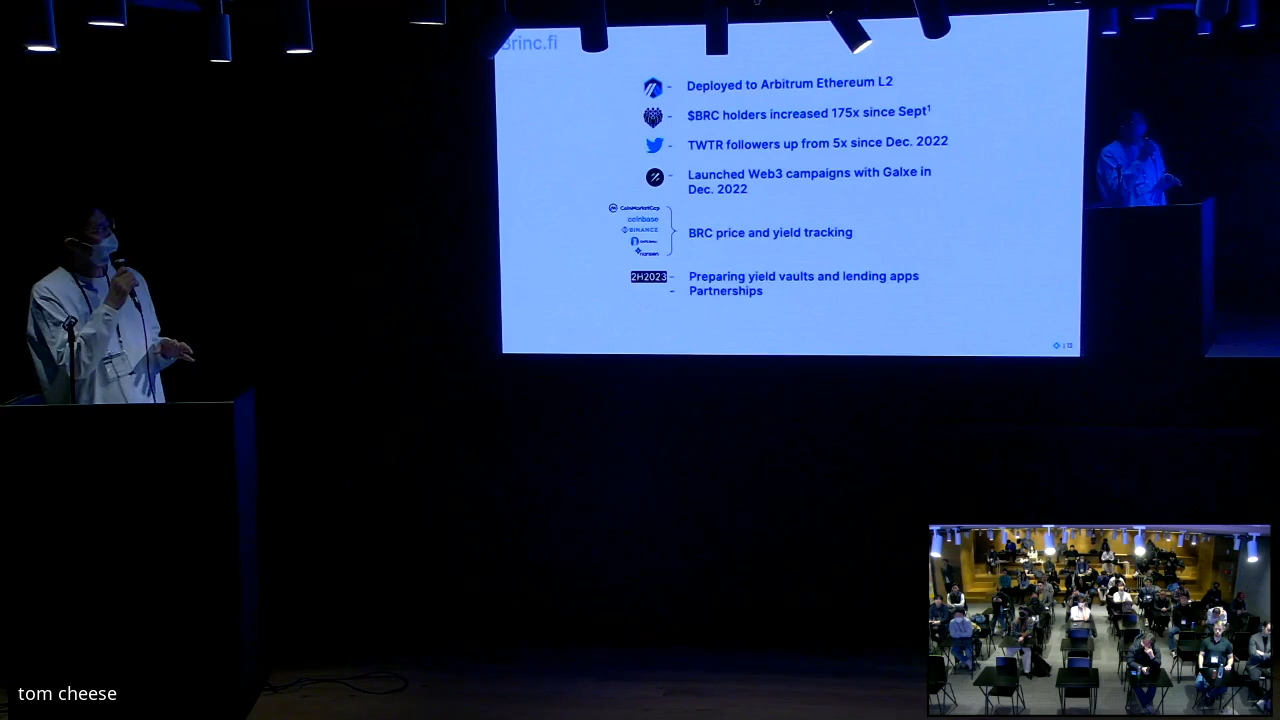 Brinc.fi
- Deployed to Arbitrum Ethereum L2
- $BRC holders increased 175x since Sept¹
- TWTR followers up from 5x since Dec. 2022
- Launched Web3 campaigns with Galxe in
Dec. 2022
CoinMarketCap
coinbase
BINANCE
nansen
BRC price and yield tracking
2H2023 - Preparing yield vaults and lending apps
- Partnerships
tom cheese